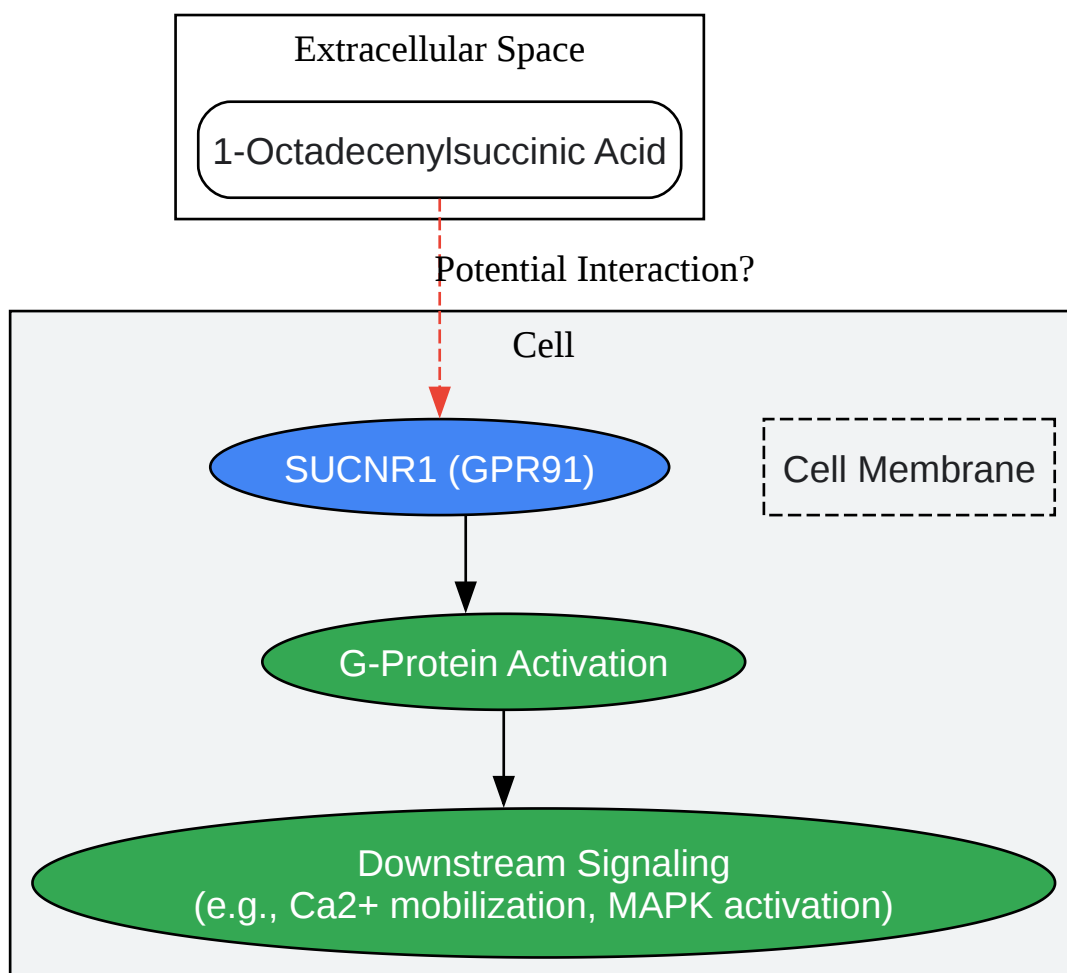 Extracellular Space
1-Octadecenylsuccinic Acid
Potential Interaction?
Cell
SUCNR1 (GPR91)
Cell Membrane
G-Protein Activation
Downstream Signaling
(e.g., Ca2+ mobilization, MAPK activation)